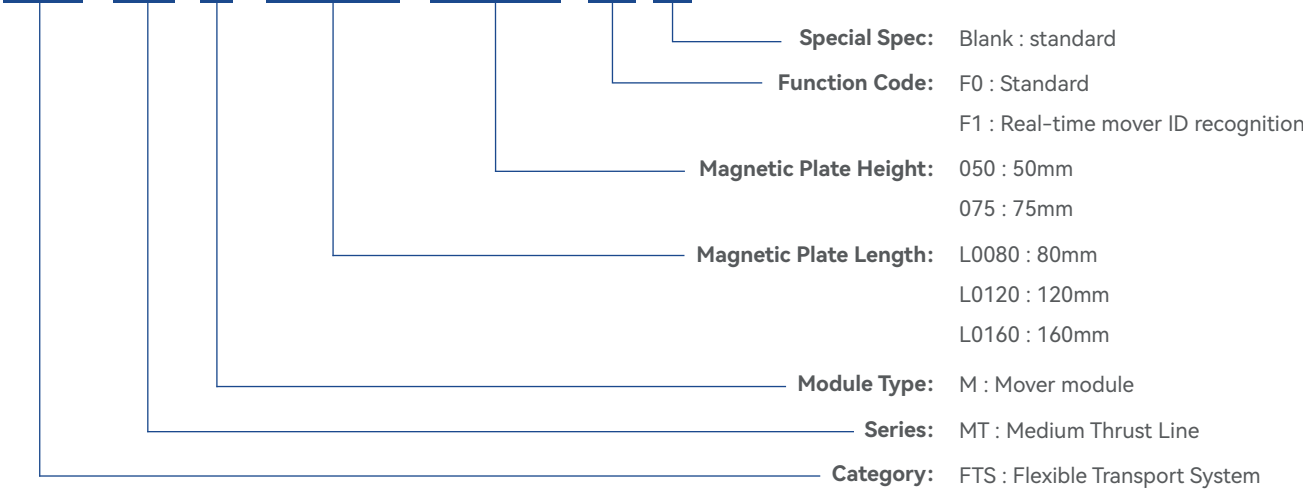 Special Spec: Blank : standard
Function Code: F0 : Standard
F1 : Real-time mover ID recognition
Magnetic Plate Height: 050 : 50mm
075 : 75mm
Magnetic Plate Length: L0080 : 80mm
L0120 : 120mm
L0160 : 160mm
Module Type: M : Mover module
Series: MT : Medium Thrust Line
Category: FTS : Flexible Transport System